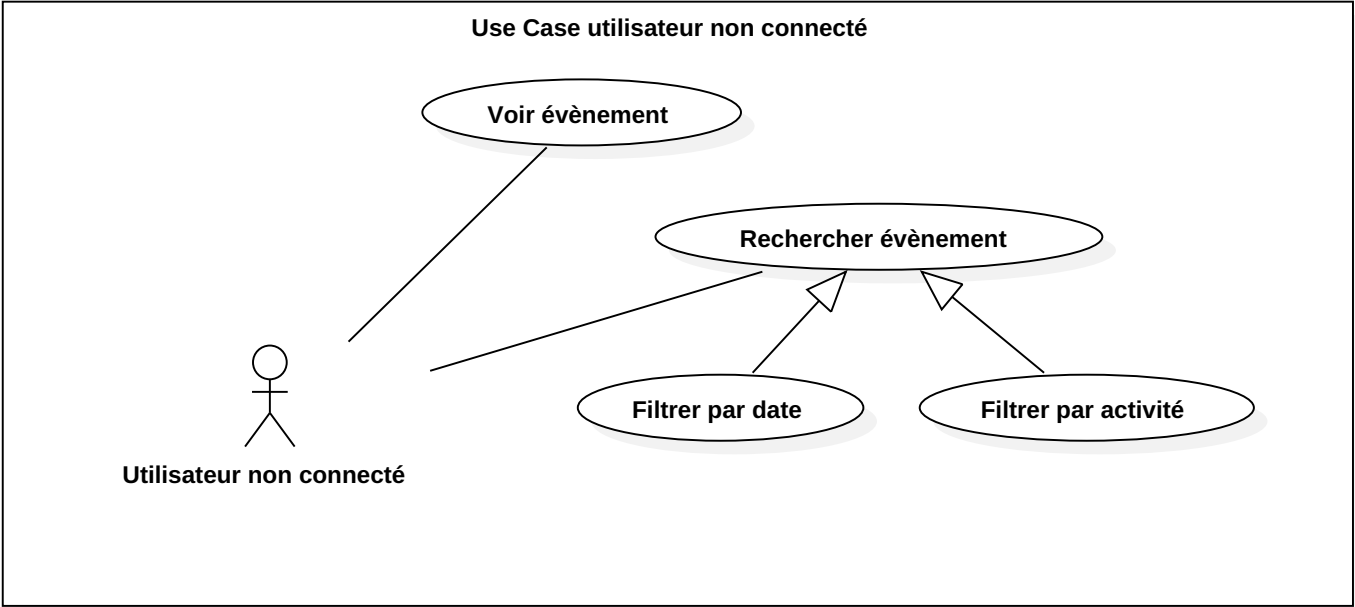 Use Case utilisateur non connecté
Voir évènement
Rechercher évènement
Filtrer par date
Filtrer par activité
Utilisateur non connecté